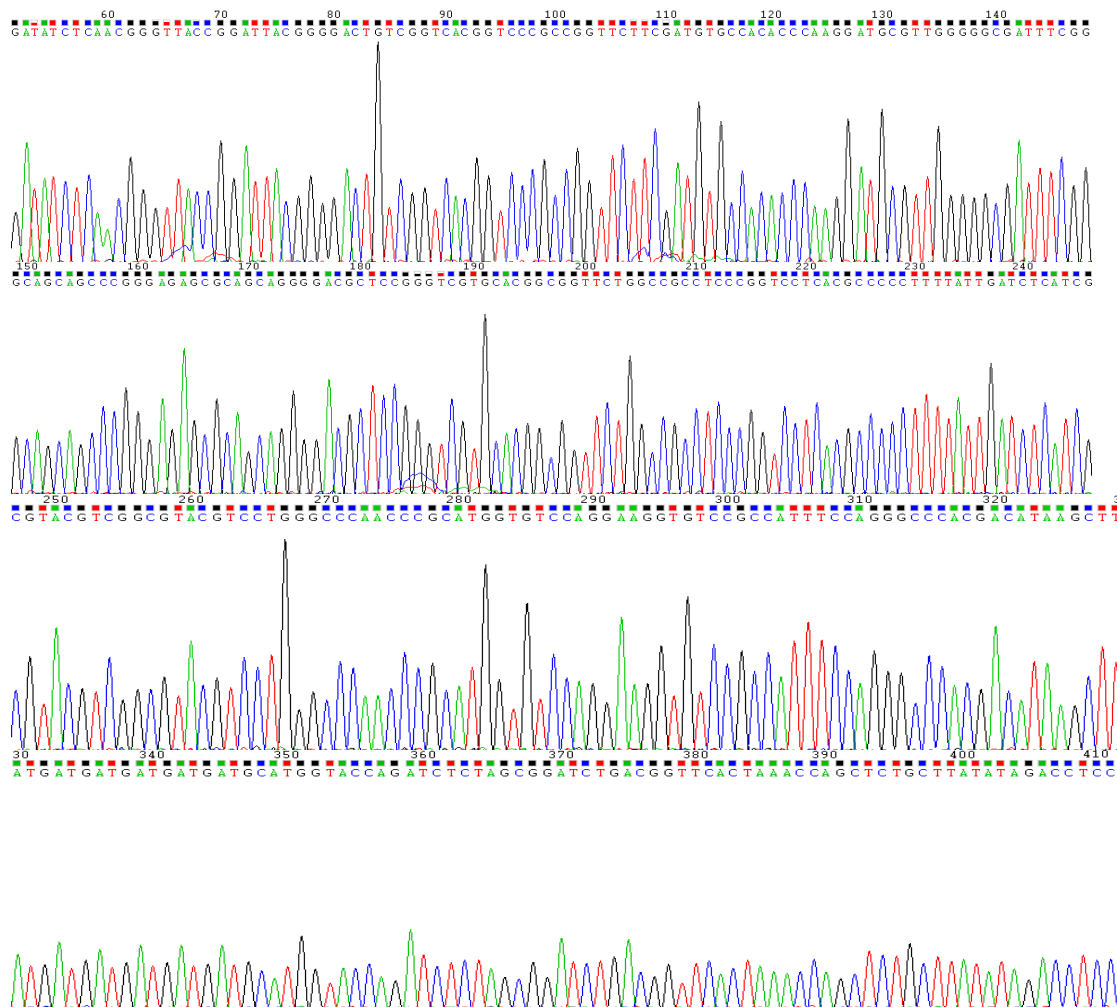 60 70 80 90 100 110 120 130 140
GATATCTCAACGGGTTACCGGATTACGGGGACTGTCGGTCACGGTCCCGCCGGTTCTTCGATGTGCCACACCCAAGGATGCGTTGGGGGCGATTTCGG
150 160 170 180 190 200 210 220 230 240
GCAGCAGCCCGGGAGAGCGCAGCAGGGGACGCTCCGGGTCGTGCACGGCGGTTCTGGCCGCCTCCCGGTCCTCACGCCCCCTTTTATTGATCTCATCG
250 260 270 280 290 300 310 320 3
CGTACGTCGGCGTACGTCCTGGGCCCAACCCGCATGGTGTCCAGGAAGGTGTCCGCCATTTCCAGGGCCCACGACATAAGCTT
30 340 350 360 370 380 390 400 410
ATGATGATGATGATGATGCATGGTACCAGATCTCTAGCGGATCTGACGGTTCACTAAACCAGCTCTGCTTATATAGACCTCC